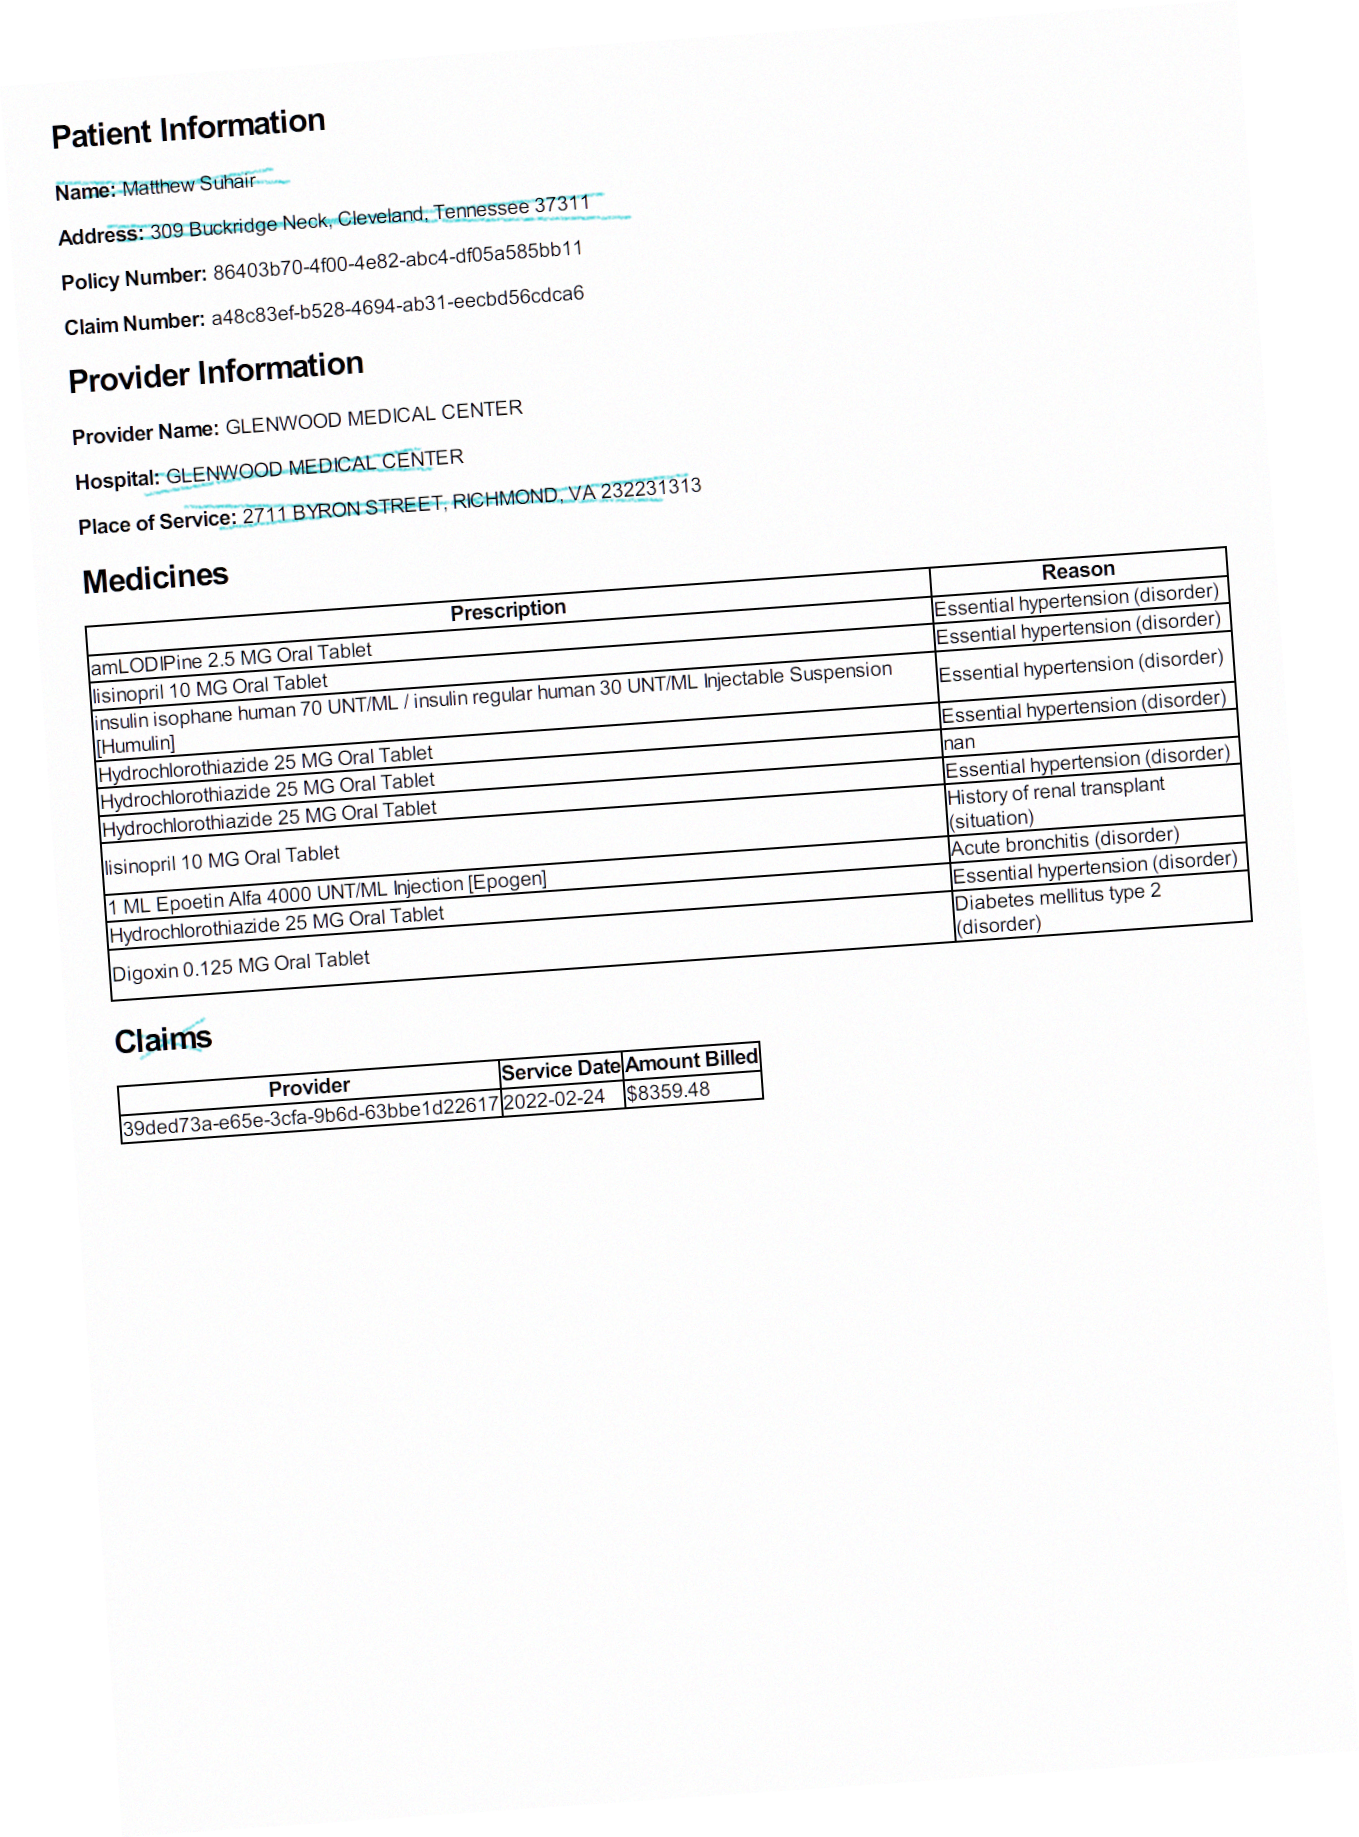 Patient Information
Name: Matthew Suhair
Address: 309 Buckridge Neck, Cleveland, Tennessee 37311
Policy Number: 86403b70-4f00-4e82-abc4-df05a585bb11
Claim Number: a48c83ef-b528-4694-ab31-eecbd56cdca6
Provider Information
Provider Name: GLENWOOD MEDICAL CENTER
Hospital: GLENWOOD MEDICAL CENTER
Place of Service: 2711 BYRON STREET, RICHMOND, VA 232231313
Medicines
Prescription Reason
amLODIPine 2.5 MG Oral Tablet Essential hypertension (disorder)
lisinopril 10 MG Oral Tablet Essential hypertension (disorder)
insulin isophane human 70 UNT/ML / insulin regular human 30 UNT/ML Injectable Suspension Essential hypertension (disorder)
[Humulin]
Hydrochlorothiazide 25 MG Oral Tablet Essential hypertension (disorder)
Hydrochlorothiazide 25 MG Oral Tablet nan
Hydrochlorothiazide 25 MG Oral Tablet Essential hypertension (disorder)
lisinopril 10 MG Oral Tablet History of renal transplant
(situation)
1 ML Epoetin Alfa 4000 UNT/ML Injection [Epogen] Acute bronchitis (disorder)
Hydrochlorothiazide 25 MG Oral Tablet Essential hypertension (disorder)
Digoxin 0.125 MG Oral Tablet Diabetes mellitus type 2
(disorder)
Claims
Provider Service Date Amount Billed
39ded73a-e65e-3cfa-9b6d-63bbe1d22617 2022-02-24 $8359.48